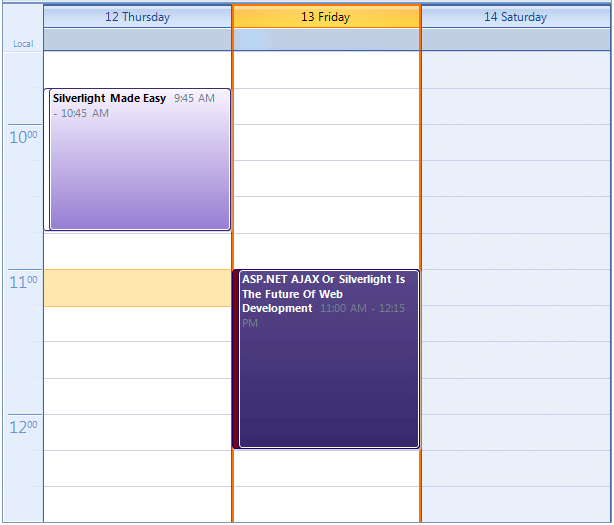 12 Thursday
13 Friday
14 Saturday
Local
Silverlight Made Easy 9:45 AM
- 10:45 AM
10:00
11:00
ASP.NET AJAX Or Silverlight Is
The Future Of Web
Development 11:00 AM - 12:15
PM
12:00